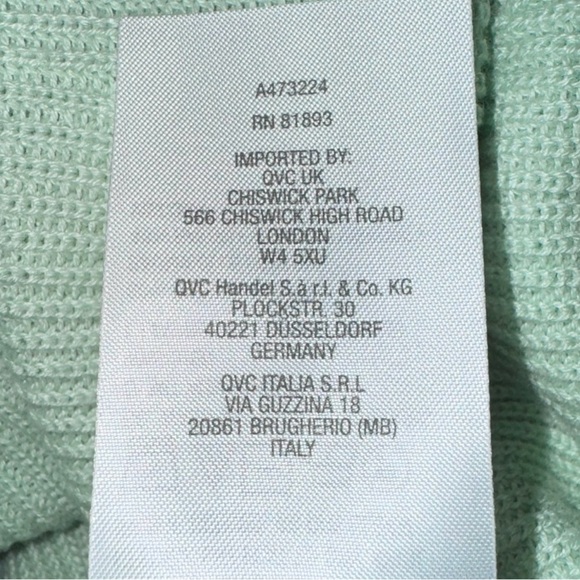 A473224
RN 81893
IMPORTED BY:
QVC UK
CHISWICK PARK
566 CHISWICK HIGH ROAD
LONDON
W4 5XU
QVC Handel S.à r.l. & Co. KG
PLOCKSTR. 30
40221 DUSSELDORF
GERMANY
QVC ITALIA S.R.L
VIA GUZZINA 18
20861 BRUGHERIO (MB)
ITALY